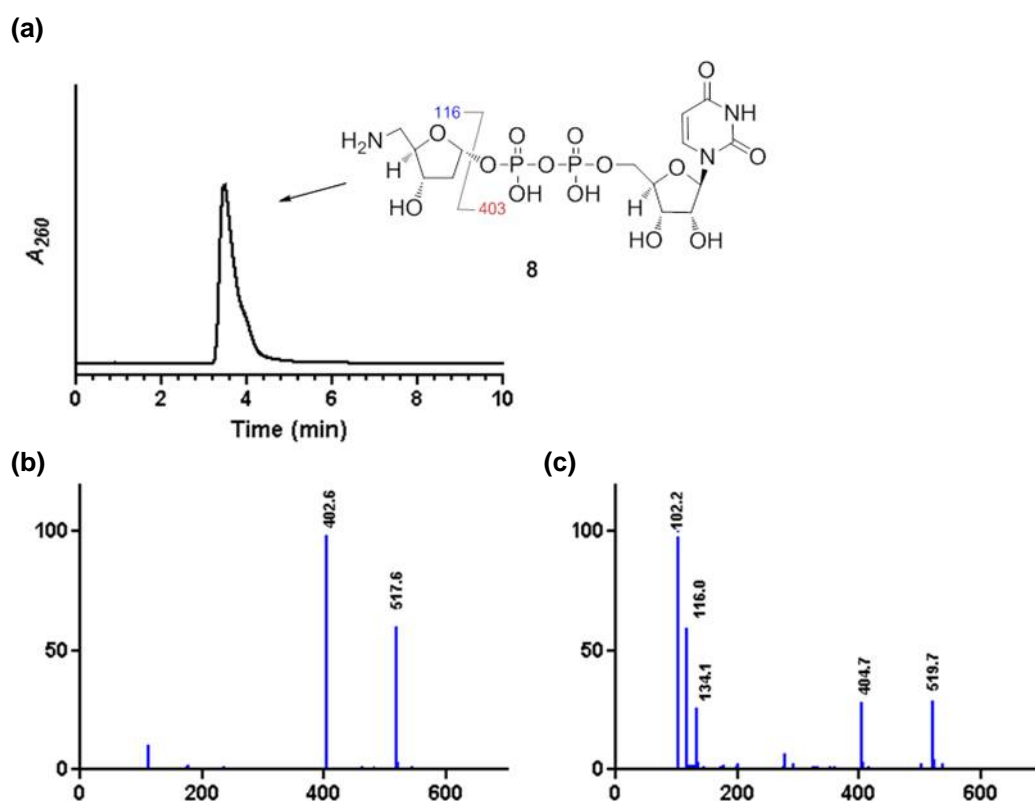 (a)
116
O
O
O
O
NH
H₂N
O
P
O
P
O
N
O
H
O
OH
OH
O
HO
403
H
HO
OH
8
A260
0
2
4
6
8
10
Time (min)
(b)
(c)
100
50
0
0
200
400
600
402.6
517.6
100
50
0
0
200
400
600
102.2
116.0
134.1
404.7
519.7